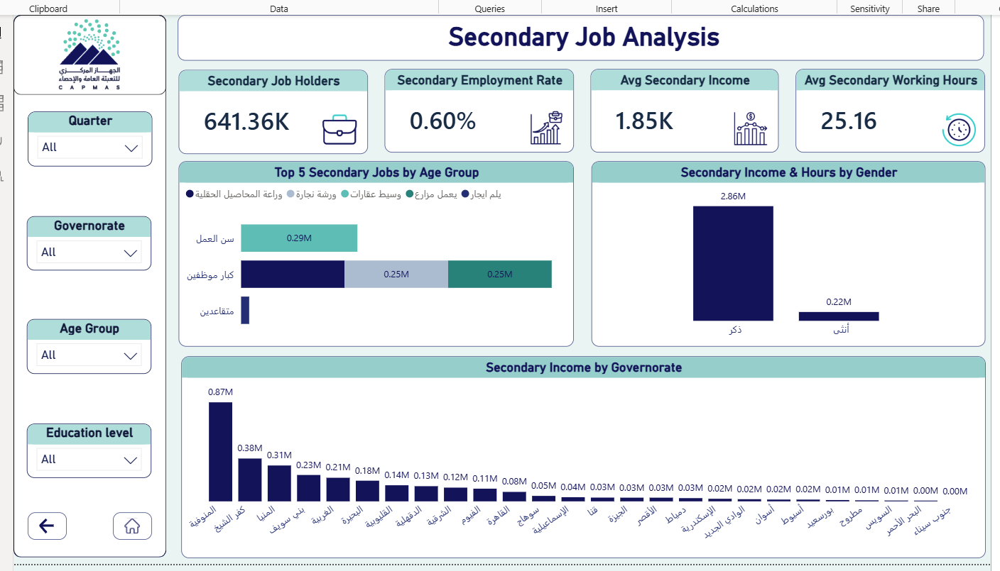 Clipboard
Data
Queries
Insert
Calculations
Sensitivity
Share
الجهاز المركزي
للتعبئة العامة والإحصاء
CAPMAS
Secondary Job Analysis
Secondary Job Holders
641.36K
Secondary Employment Rate
0.60%
Avg Secondary Income
1.85K
Avg Secondary Working Hours
25.16
Quarter
All
Governorate
All
Age Group
All
Education level
All
Top 5 Secondary Jobs by Age Group
وراعة المحاصيل الحقلية
ورشة نجارة
وسيط عقارات
يعمل مزارع
يلم ايجار
سن العمل
0.29M
كبار موظفين
0.25M
0.25M
متقاعدين
Secondary Income & Hours by Gender
2.86M
0.22M
ذكر
أنثى
Secondary Income by Governorate
0.87M
0.38M
0.31M
0.23M
0.21M
0.18M
0.14M
0.13M
0.12M
0.11M
0.08M
0.05M
0.04M
0.03M
0.03M
0.03M
0.03M
0.02M
0.02M
0.02M
0.02M
0.01M
0.01M
0.01M
0.00M
0.00M
المنوفية
كفر الشيخ
المنيا
بني سويف
الغربية
البحيرة
القليوبية
الدقهلية
الشرقية
الفيوم
القاهرة
سوهاج
الإسماعيلية
قنا
الجيزة
الأقصر
دمياط
الإسكندرية
الوادي الجديد
أسوان
أسيوط
بورسعيد
مطروح
السويس
البحر الأحمر
جنوب سيناء